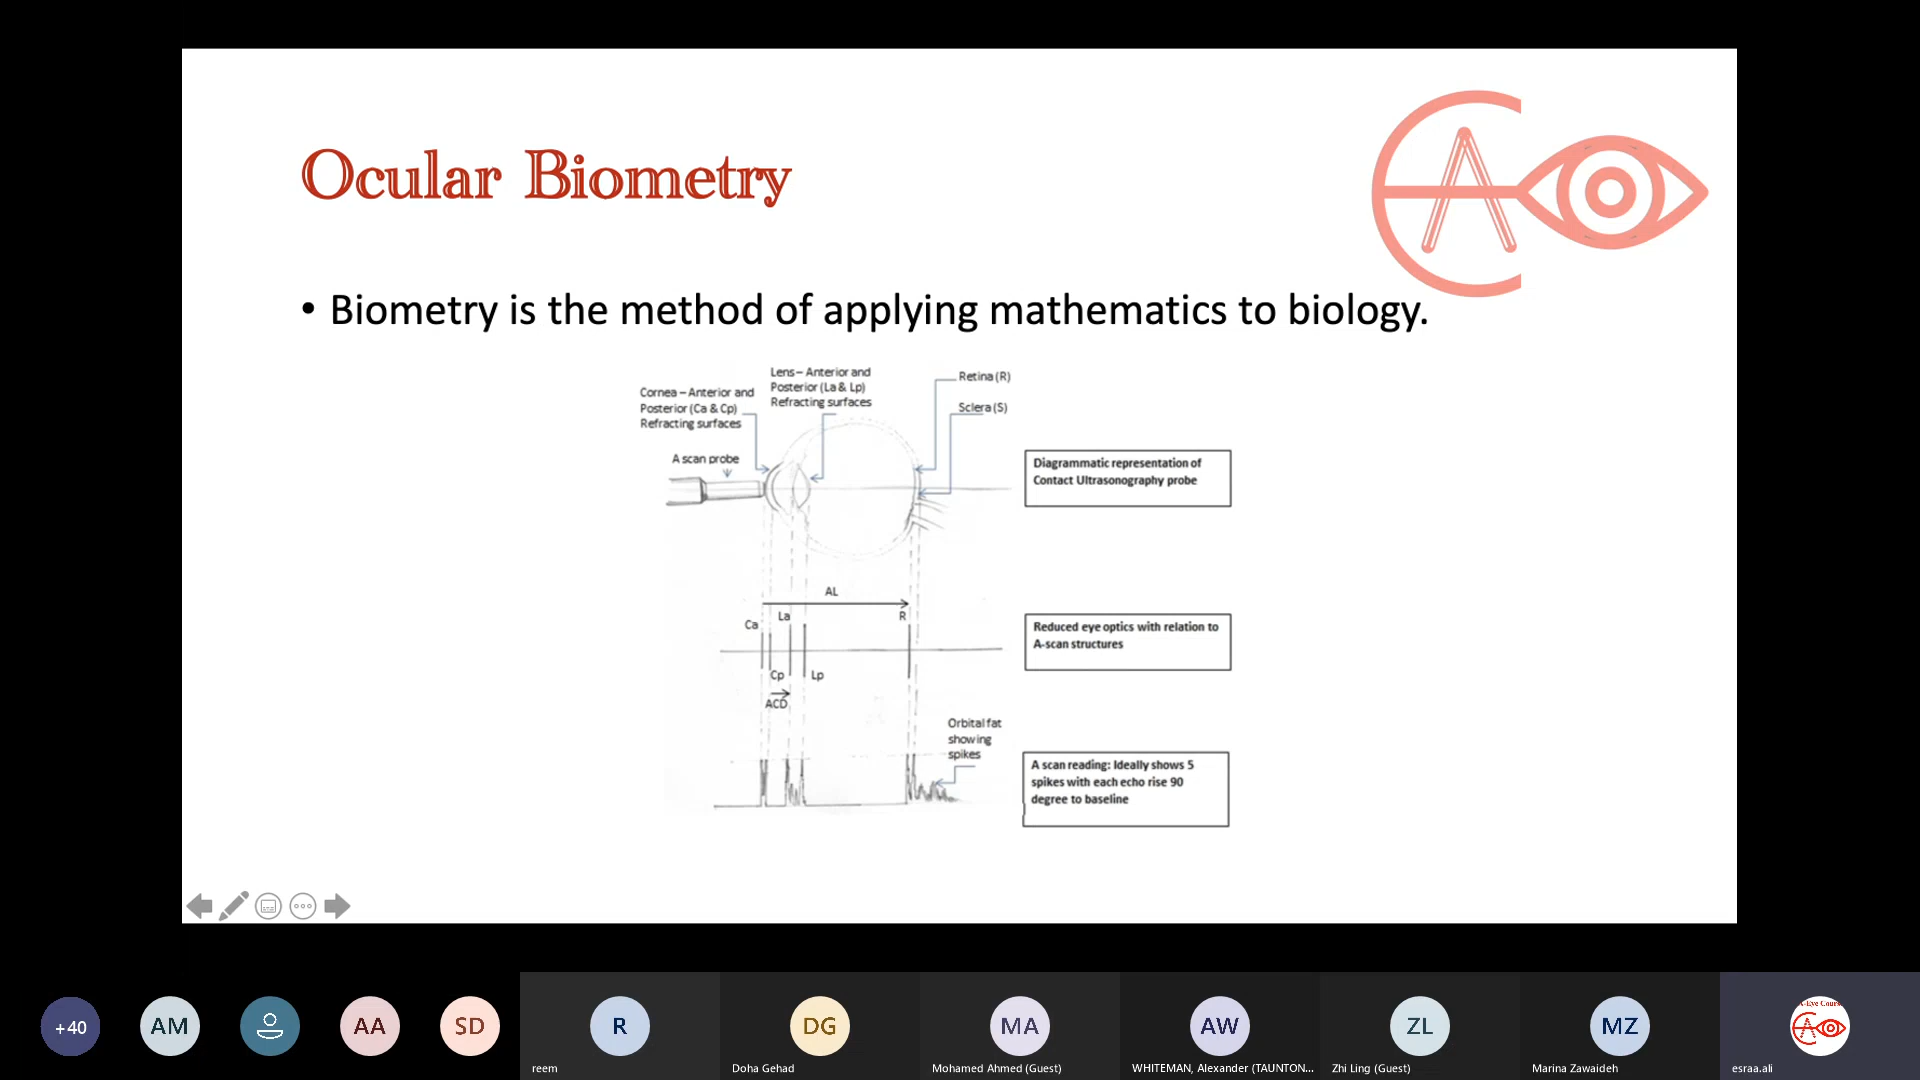 Ocular Biometry
• Biometry is the method of applying mathematics to biology.
Cornea – Anterior and
Posterior (Ca & Cp)
Refracting surfaces
Lens – Anterior and
Posterior (La & Lp)
Refracting surfaces
Retina (R)
Sclera (S)
A scan probe
Diagrammatic representation of
Contact Ultrasonography probe
AL
Ca
La
R
Cp
Lp
ACD
Reduced eye optics with relation to
A-scan structures
Orbital fat
showing
spikes
A scan reading: Ideally shows 5
spikes with each echo rise 90
degree to baseline
+40
AM
AA
SD
R
reem
DG
Doha Gehad
MA
Mohamed Ahmed (Guest)
AW
WHITEMAN, Alexander (TAUNTON...
ZL
Zhi Ling (Guest)
MZ
Marina Zawaideh
esraa.ali